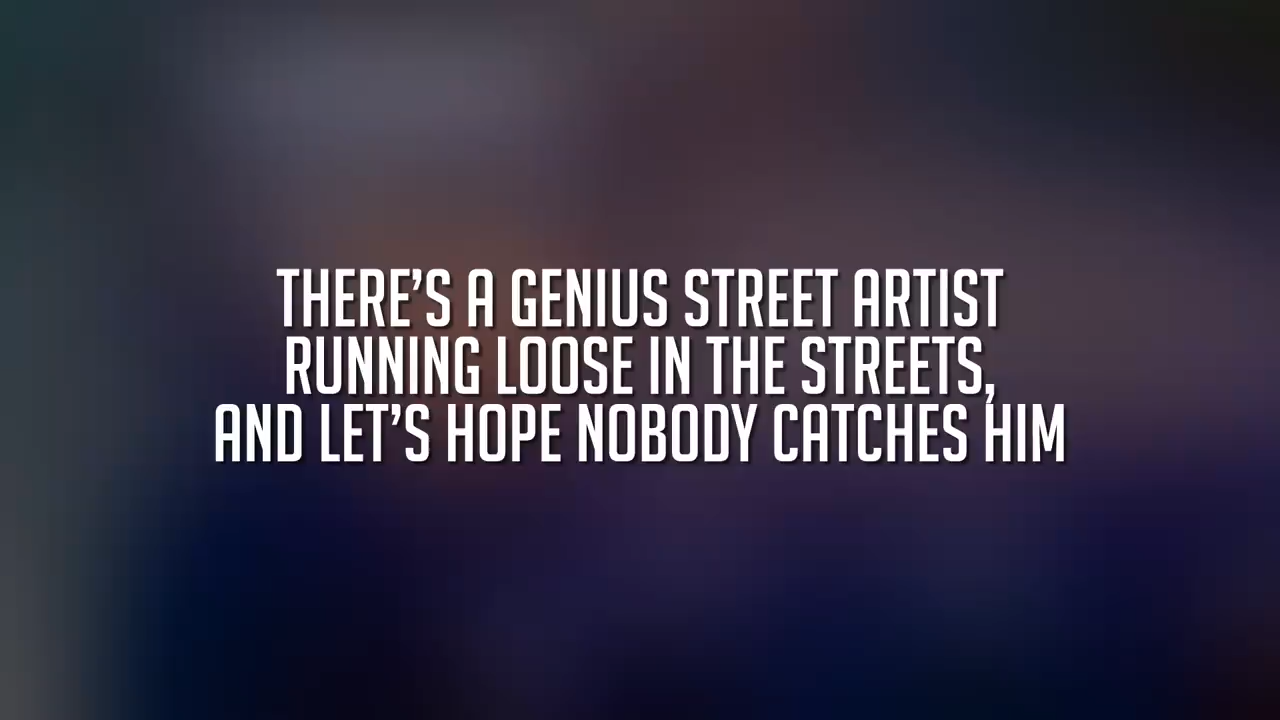 THERE’S A GENIUS STREET ARTIST
RUNNING LOOSE IN THE STREETS,
AND LET’S HOPE NOBODY CATCHES HIM